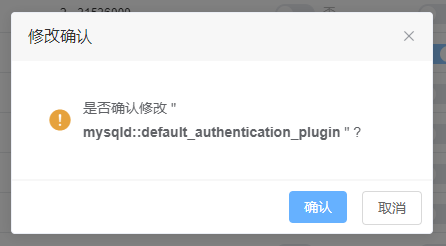 修改确认
是否确认修改 "
mysqld::default_authentication_plugin " ?
确认
取消